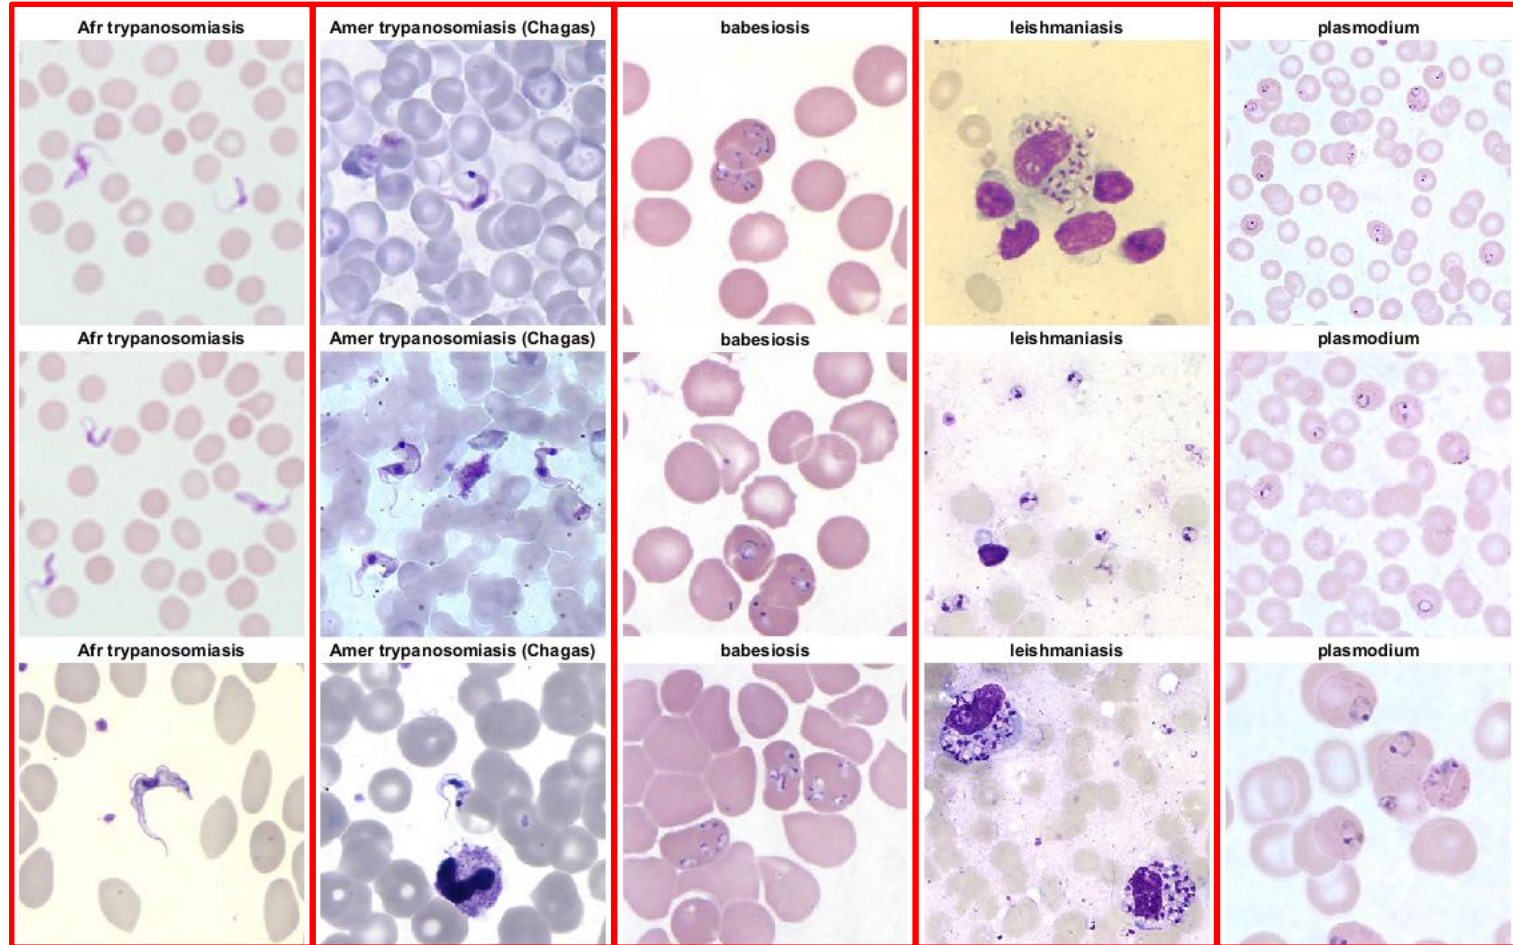 Afr trypanosomiasis
Amer trypanosomiasis (Chagas)
babesiosis
leishmaniasis
plasmodium
Afr trypanosomiasis
Amer trypanosomiasis (Chagas)
babesiosis
leishmaniasis
plasmodium
Afr trypanosomiasis
Amer trypanosomiasis (Chagas)
babesiosis
leishmaniasis
plasmodium